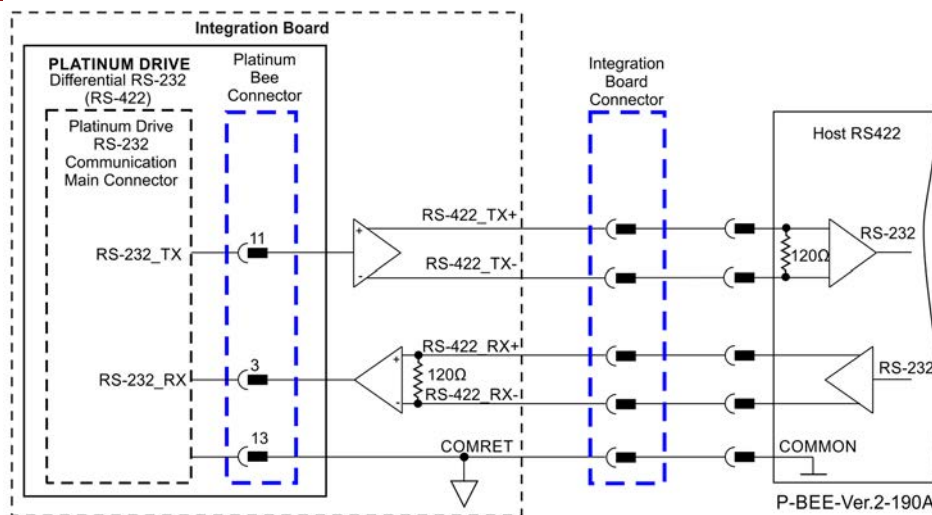 Integration Board
PLATINUM DRIVE
Differential RS-232
(RS-422)
Platinum
Bee
Connector
Integration
Board
Connector
Platinum Drive
RS-232
Communication
Main Connector
Host RS422
RS-232_TX
11
+
-
RS-422_TX+
RS-422_TX-
120Ω
RS-232
RS-232_RX
3
+
-
120Ω
RS-422_RX+
RS-422_RX-
RS-232
13
COMRET
COMMON
P-BEE-Ver.2-190A